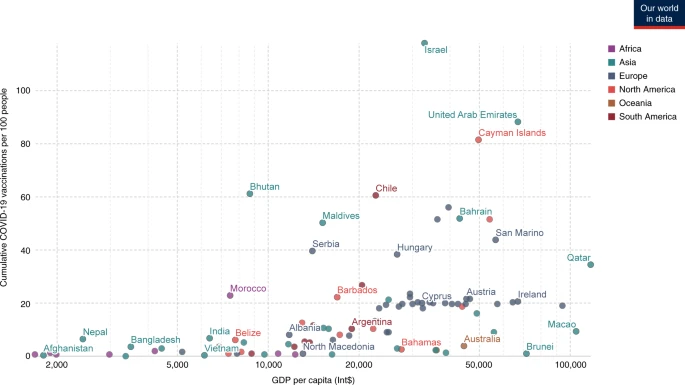 Our world
in data
Israel
Africa
Asia
Europe
North America
Oceania
South America
Cumulative COVID-19 vaccinations per 100 people
100
80
60
40
20
0
United Arab Emirates
Cayman Islands
Bhutan
Chile
Maldives
Bahrain
San Marino
Serbia
Hungary
Qatar
Morocco
Barbados
Cyprus
Austria
Ireland
Albania
Argentina
Macao
Nepal
India
Belize
Bangladesh
Australia
Afghanistan
Vietnam
North Macedonia
Bahamas
Brunei
2,000
5,000
10,000
20,000
50,000
100,000
GDP per capita (Int$)